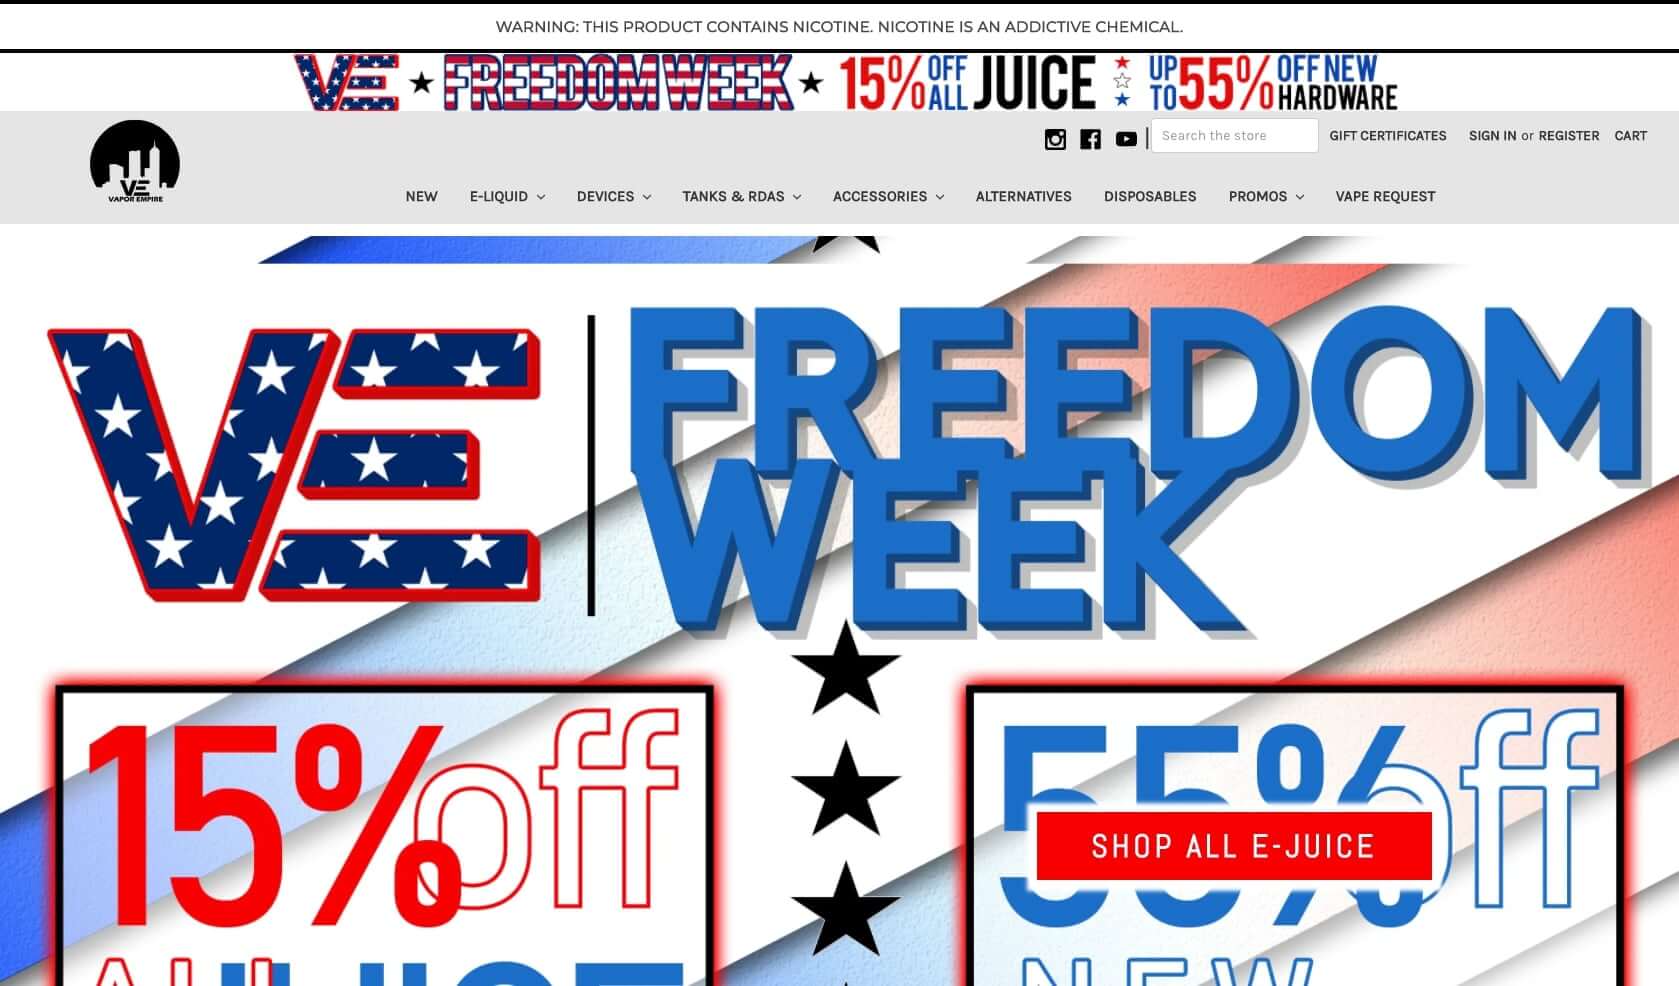 WARNING: THIS PRODUCT CONTAINS NICOTINE. NICOTINE IS AN ADDICTIVE CHEMICAL.
VE ★ FREEDOM WEEK ★ 15% OFF ALL JUICE UP TO 55% OFF NEW HARDWARE
VE
VAPOR EMPIRE
Search the store
GIFT CERTIFICATES SIGN IN or REGISTER CART
NEW E-LIQUID DEVICES TANKS & RDAS ACCESSORIES ALTERNATIVES DISPOSABLES PROMOS VAPE REQUEST
VE
FREEDOM
WEEK
15% off
ALL JUICE
55% off
SHOP ALL E-JUICE
NEW